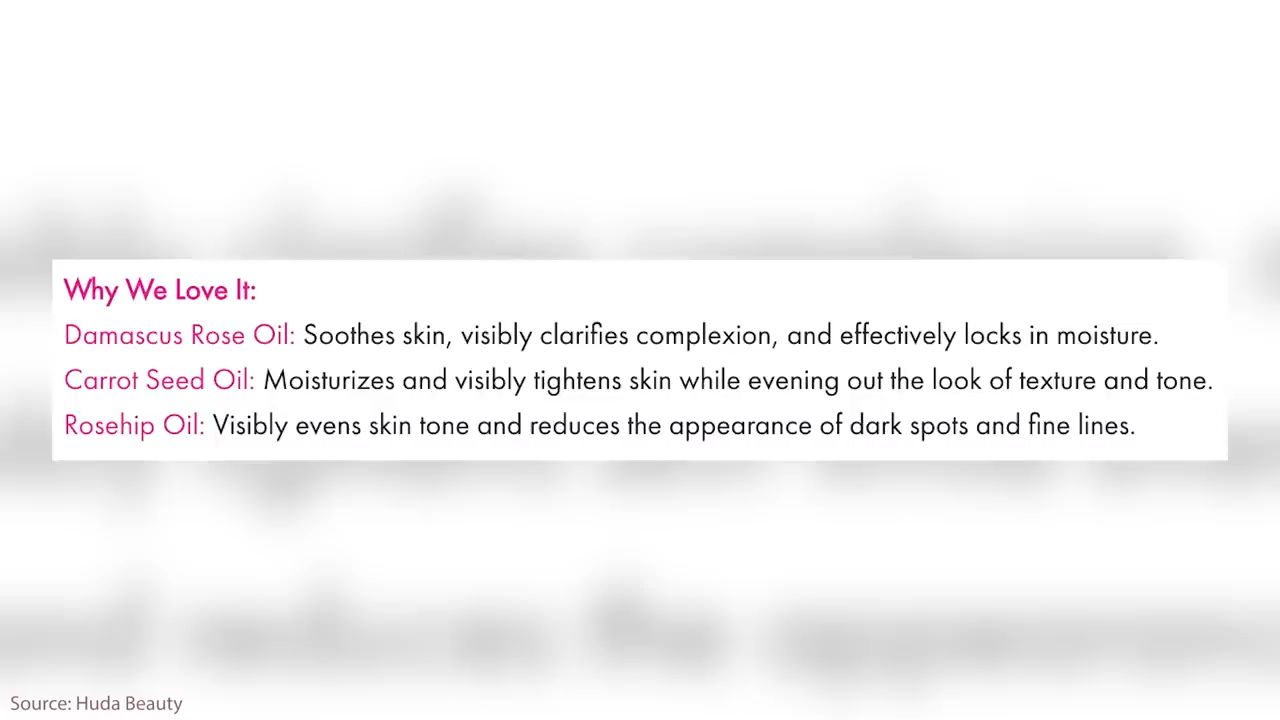 Why We Love It:
Damascus Rose Oil: Soothes skin, visibly clarifies complexion, and effectively locks in moisture.
Carrot Seed Oil: Moisturizes and visibly tightens skin while evening out the look of texture and tone.
Rosehip Oil: Visibly evens skin tone and reduces the appearance of dark spots and fine lines.
Source: Huda Beauty